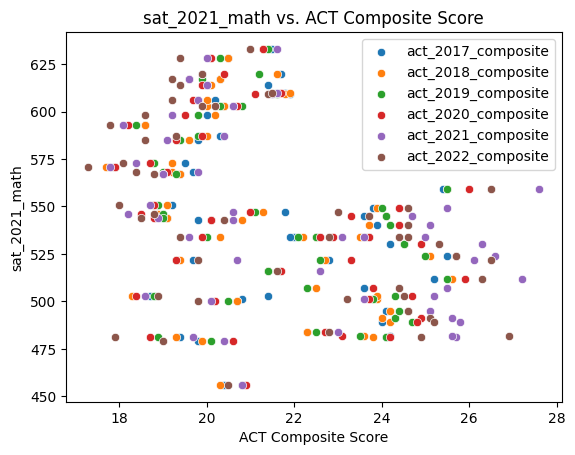 sat_2021_math vs. ACT Composite Score
act_2017_composite
act_2018_composite
act_2019_composite
act_2020_composite
act_2021_composite
act_2022_composite
sat_2021_math
625
600
575
550
525
500
475
450
18
20
22
24
26
28
ACT Composite Score